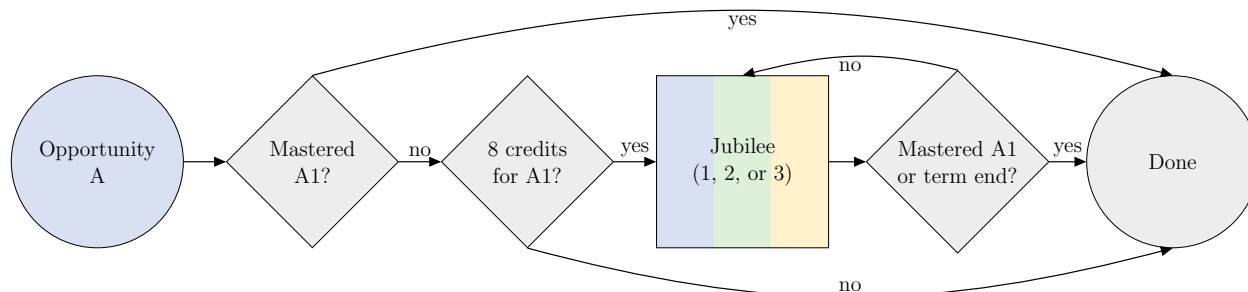 yes
Opportunity
A
Mastered
A1?
no
8 credits
for A1?
yes
Jubilee
(1, 2, or 3)
no
Mastered A1
or term end?
yes
Done
no